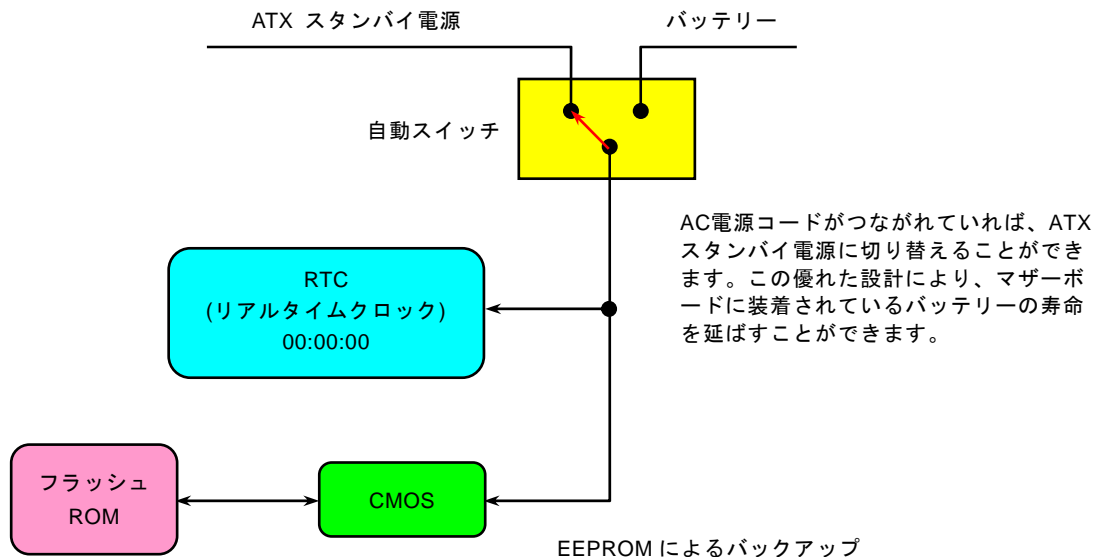 ATX スタンバイ電源
バッテリー
自動スイッチ
AC電源コードがつながれていれば、ATX
スタンバイ電源に切り替えることができ
ます。この優れた設計により、マザーボ
ードに装着されているバッテリーの寿命
を延ばすことができます。
RTC
(リアルタイムクロック)
00:00:00
フラッシュ
ROM
CMOS
EEPROM によるバックアップ